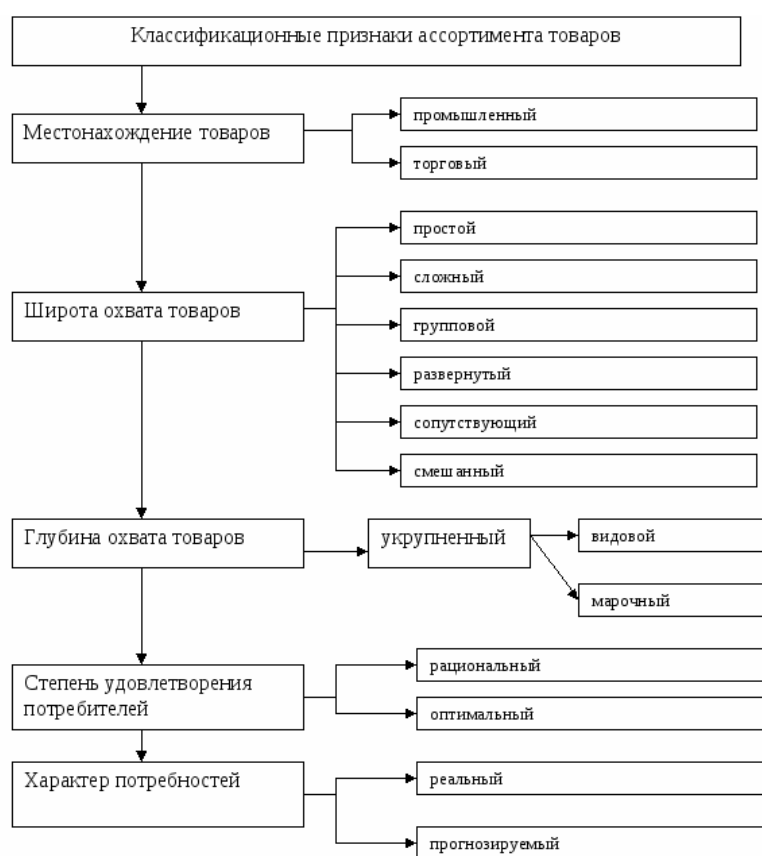 Классификационные признаки ассортимента товаров
Местонахождение товаров
промышленный
торговый
Широта охвата товаров
простой
сложный
групповой
развернутый
сопутствующий
смешанный
Глубина охвата товаров
укрупненный
видовой
марочный
Степень удовлетворения
потребителей
рациональный
оптимальный
Характер потребностей
реальный
прогнозируемый